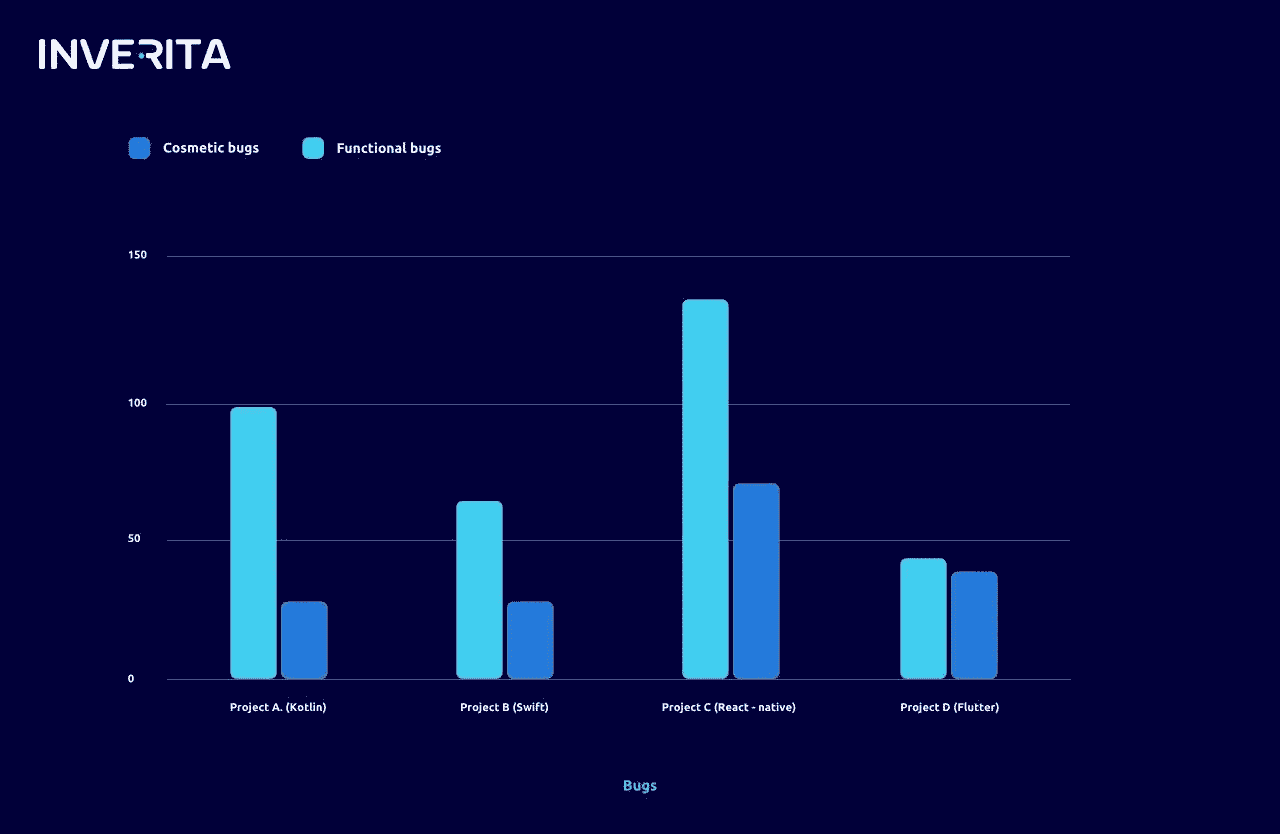 INVERITA
Cosmetic bugs
Functional bugs
150
100
50
0
Project A. (Kotlin)
Project B (Swift)
Project C (React - native)
Project D (Flutter)
Bugs